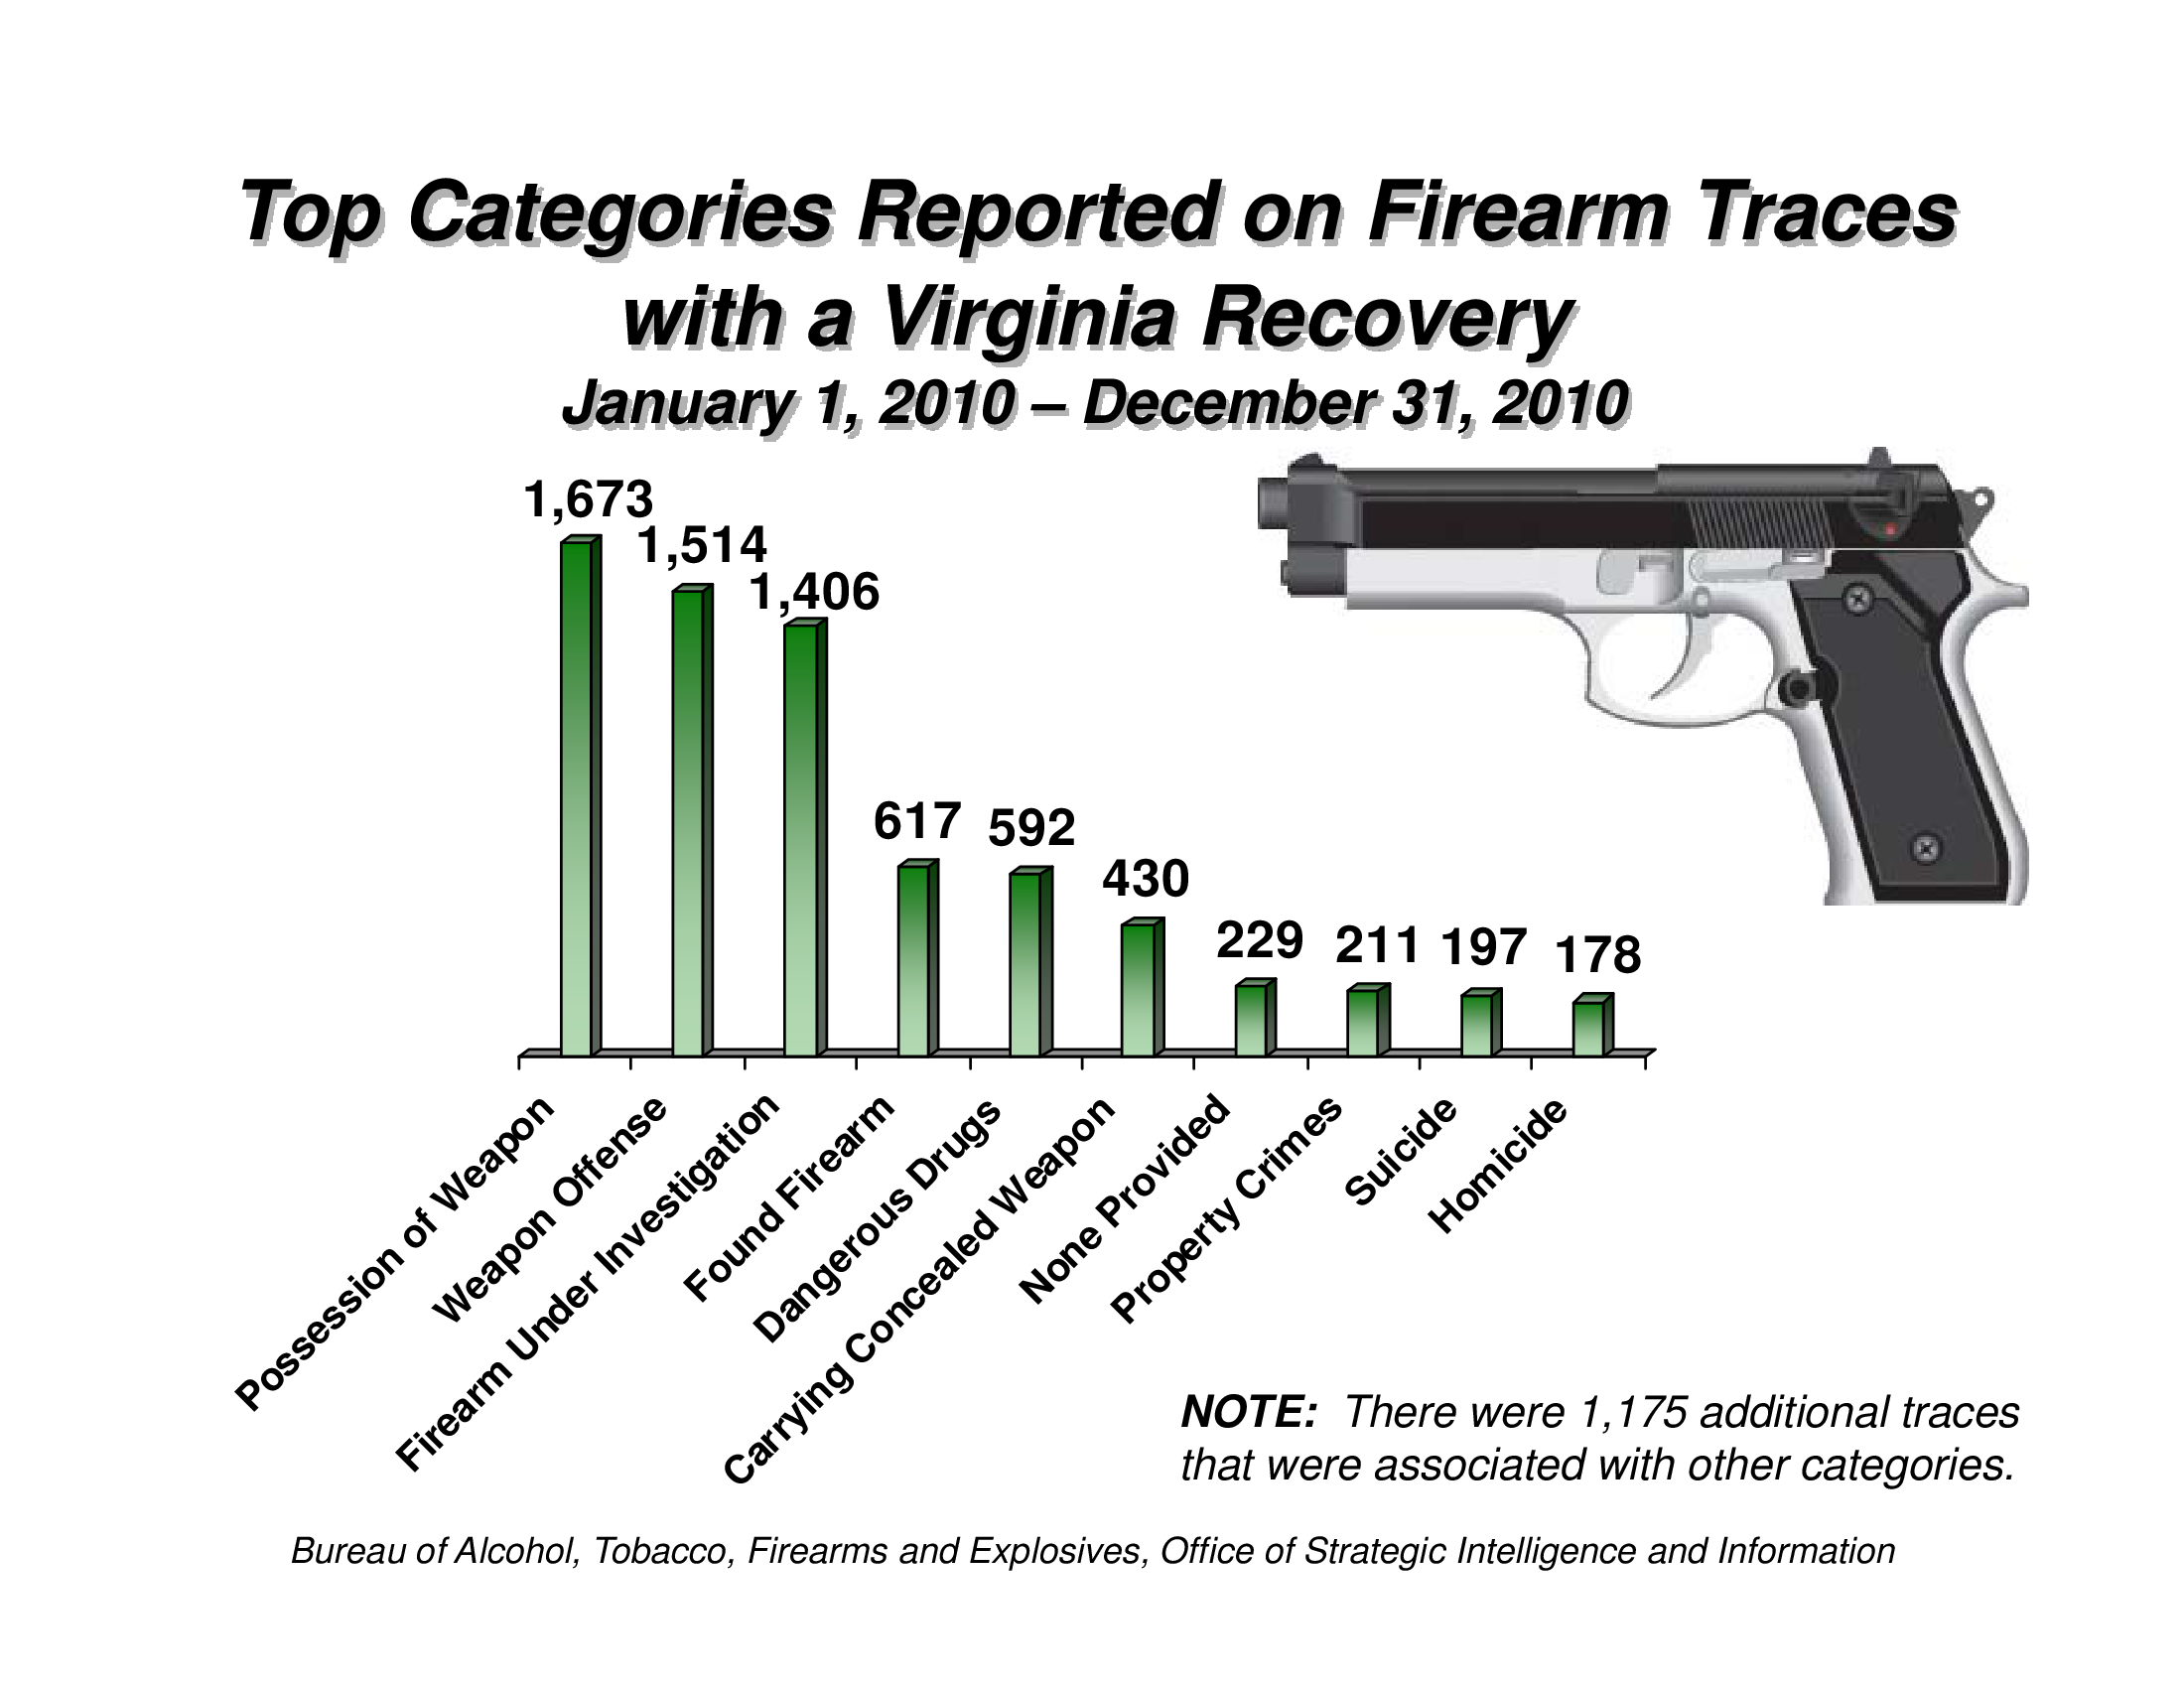 Top Categories Reported on Firearm Traces
with a Virginia Recovery
January 1, 2010 – December 31, 2010
1,673
1,514
1,406
617
592
430
229
211
197
178
Possession of Weapon
Weapon Offense
Firearm Under Investigation
Found Firearm
Dangerous Drugs
Carrying Concealed Weapon
None Provided
Property Crimes
Suicide
Homicide
NOTE: There were 1,175 additional traces
that were associated with other categories.
Bureau of Alcohol, Tobacco, Firearms and Explosives, Office of Strategic Intelligence and Information